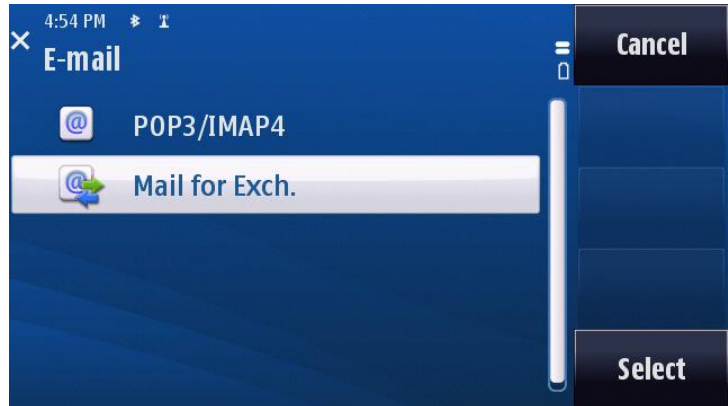 4:54 PM
E-mail
Cancel
@ POP3/IMAP4
@ Mail for Exch.
Select